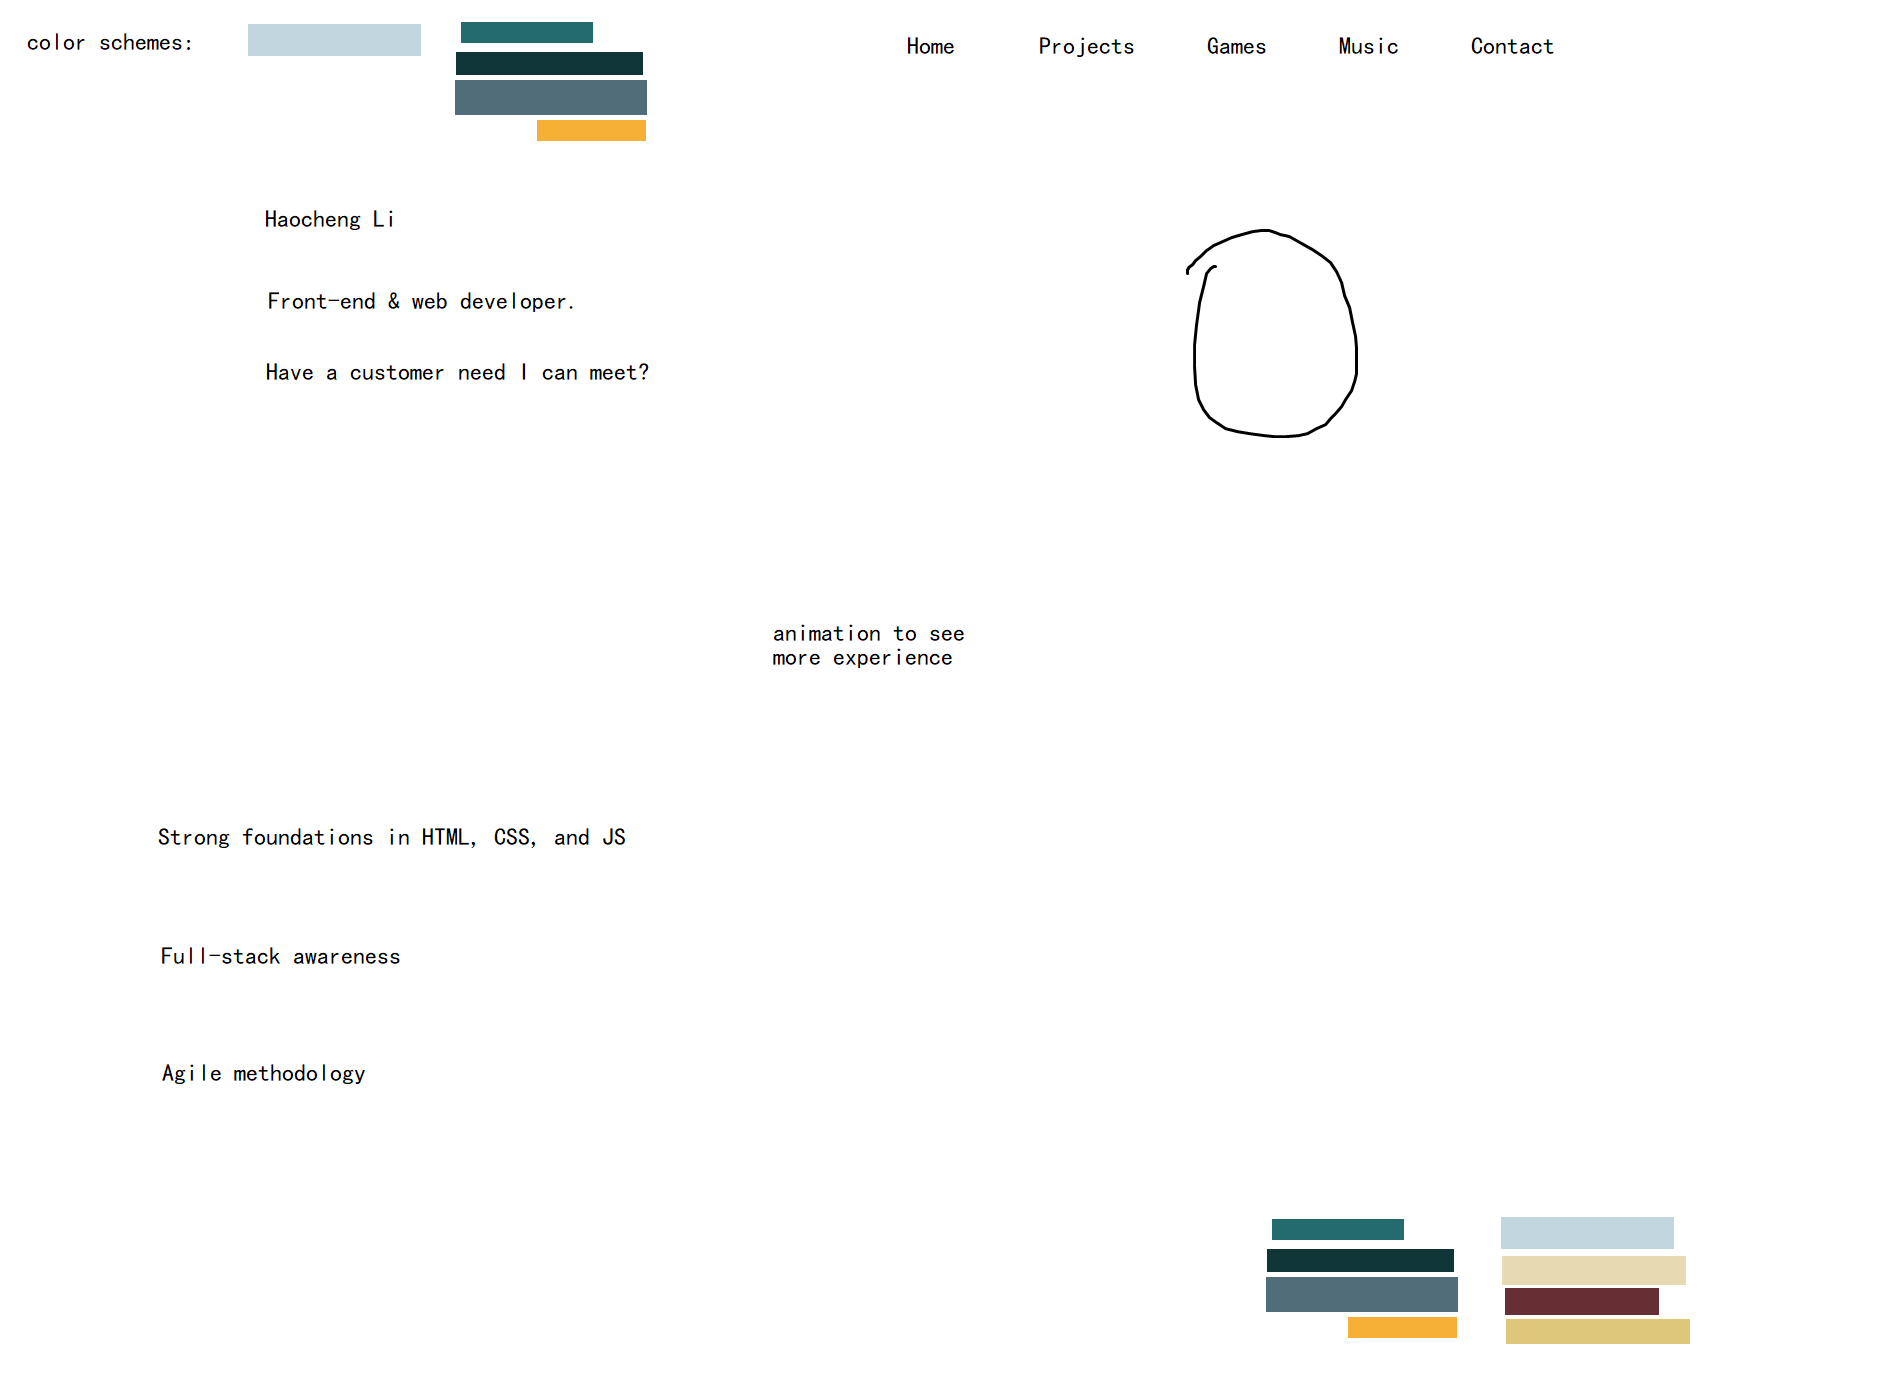 color schemes:
Home
Projects
Games
Music
Contact
Haocheng Li
Front-end & web developer.
Have a customer need I can meet?
animation to see
more experience
Strong foundations in HTML, CSS, and JS
Full-stack awareness
Agile methodology